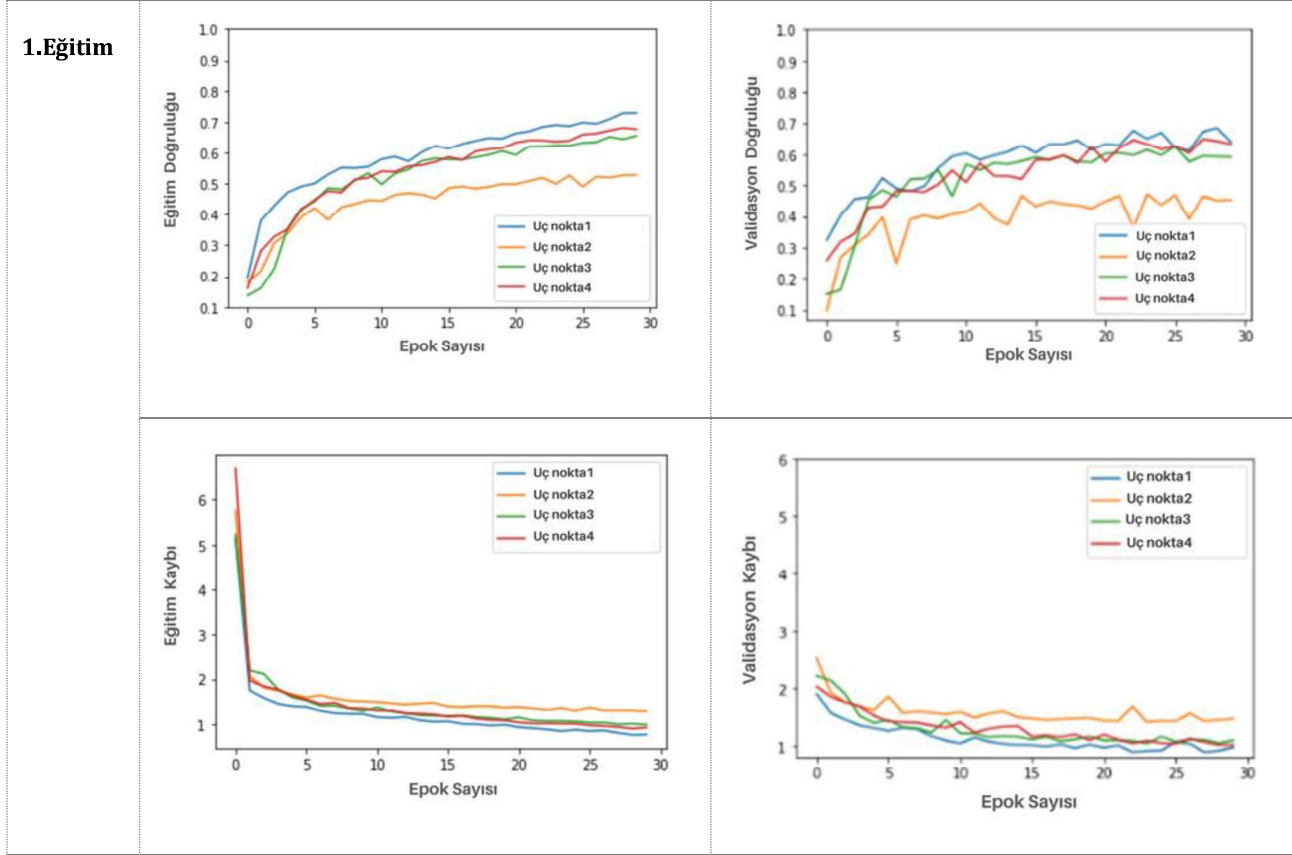 1.Eğitim
1.0
0.9
0.8
0.7
0.6
0.5
0.4
0.3
0.2
0.1
Eğitim Doğruluğu
0 5 10 15 20 25 30
Epok Sayısı
Uç nokta1
Uç nokta2
Uç nokta3
Uç nokta4
1.0
0.9
0.8
0.7
0.6
0.5
0.4
0.3
0.2
0.1
Validasyon Doğruluğu
0 5 10 15 20 25 30
Epok Sayısı
Uç nokta1
Uç nokta2
Uç nokta3
Uç nokta4
6
5
4
3
2
1
Eğitim Kaybı
0 5 10 15 20 25 30
Epok Sayısı
Uç nokta1
Uç nokta2
Uç nokta3
Uç nokta4
6
5
4
3
2
1
Validasyon Kaybı
0 5 10 15 20 25 30
Epok Sayısı
Uç nokta1
Uç nokta2
Uç nokta3
Uç nokta4